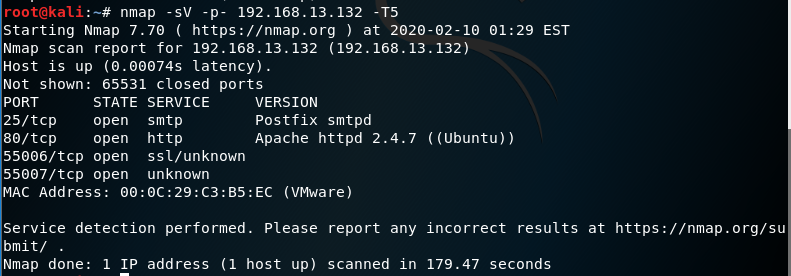 root@kali:~# nmap -sV -p- 192.168.13.132 -T5
Starting Nmap 7.70 ( https://nmap.org ) at 2020-02-10 01:29 EST
Nmap scan report for 192.168.13.132 (192.168.13.132)
Host is up (0.00074s latency).
Not shown: 65531 closed ports
PORT      STATE SERVICE     VERSION
25/tcp    open  smtp        Postfix smtpd
80/tcp    open  http        Apache httpd 2.4.7 ((Ubuntu))
55006/tcp open  ssl/unknown
55007/tcp open  unknown
MAC Address: 00:0C:29:C3:B5:EC (VMware)
Service detection performed. Please report any incorrect results at https://nmap.org/su
bmit/ .
Nmap done: 1 IP address (1 host up) scanned in 179.47 seconds